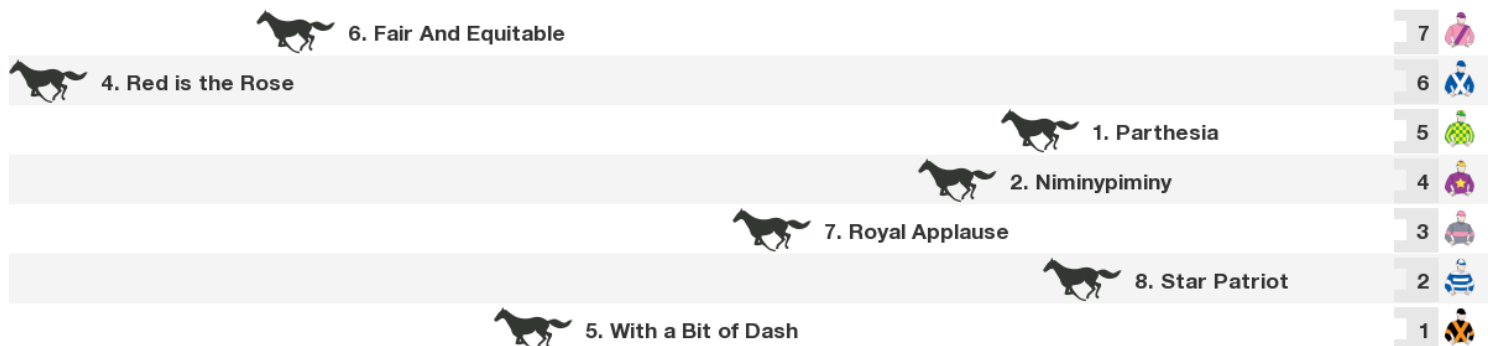 6. Fair And Equitable 7
4. Red is the Rose 6
1. Parthesia 5
2. Niminypiminy 4
7. Royal Applause 3
8. Star Patriot 2
5. With a Bit of Dash 1